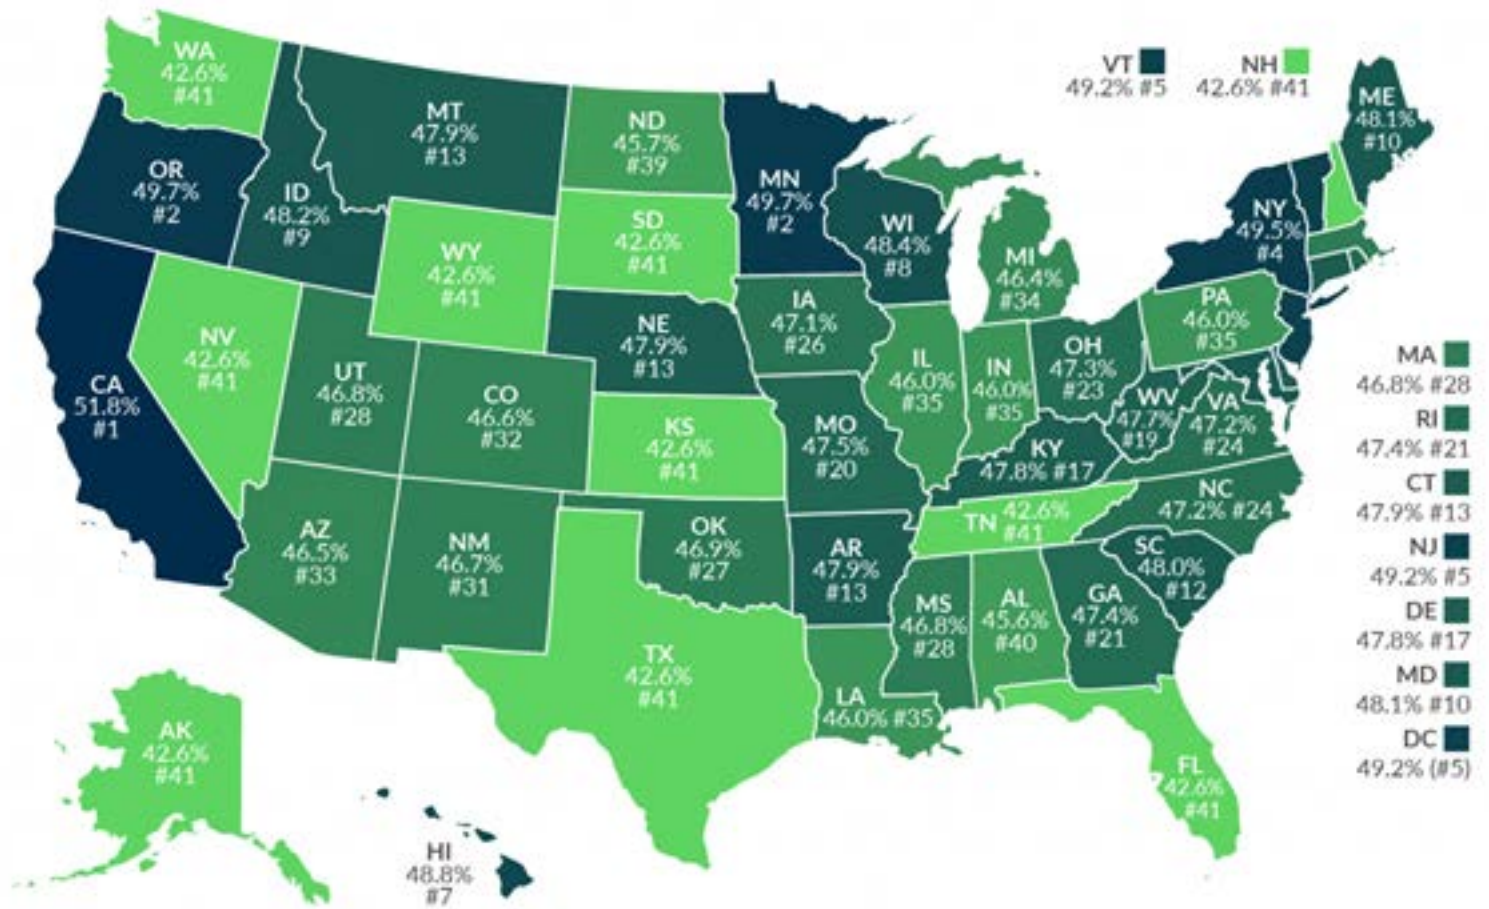 WA
42.6%
#41
OR
49.7%
#2
CA
51.8%
#1
ID
48.2%
#9
NV
42.6%
#41
MT
47.9%
#13
WY
42.6%
#41
UT
46.8%
#28
CO
46.6%
#32
AZ
46.5%
#33
NM
46.7%
#31
ND
45.7%
#39
SD
42.6%
#41
NE
47.9%
#13
KS
42.6%
#41
OK
46.9%
#27
TX
42.6%
#41
MN
49.7%
#2
IA
47.1%
#26
MO
47.5%
#20
AR
47.9%
#13
LA
46.0% #35
WI
48.4%
#8
IL
46.0%
#35
MI
46.4%
#34
IN
46.0%
#35
OH
47.3%
#23
KY
47.8% #17
TN 42.6%
#41
MS
46.8%
#28
AL
45.6%
#40
GA
47.4%
#21
FL
42.6%
#41
SC
48.0%
#12
NC
47.2% #24
VA
47.2%
#24
WV
47.7%
#19
PA
46.0%
#35
NY
49.5%
#4
ME
48.1%
#10
VT
49.2% #5
NH
42.6% #41
MA
46.8% #28
RI
47.4% #21
CT
47.9% #13
NJ
49.2% #5
DE
47.8% #17
MD
48.1% #10
DC
49.2% (#5)
AK
42.6%
#41
HI
48.8%
#7